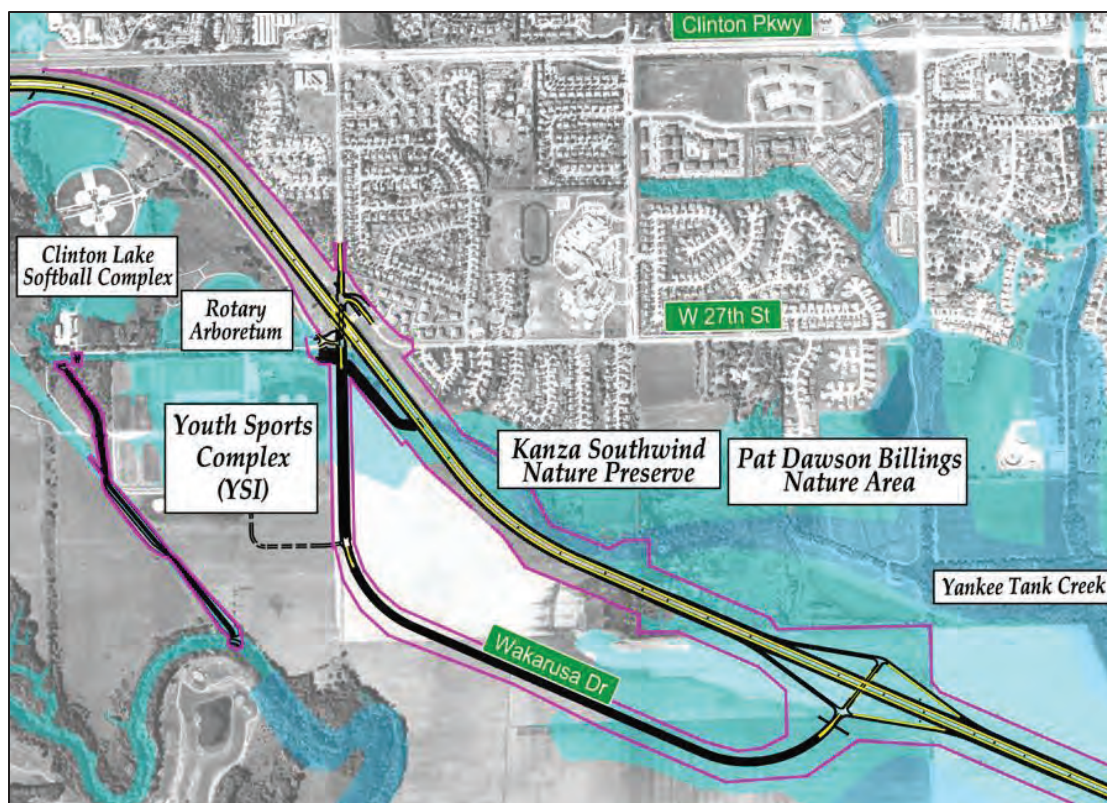 Clinton Pkwy
Clinton Lake
Softball Complex
Rotary
Arboretum
W 27th St
Youth Sports
Complex
(YSI)
Kanza Southwind
Nature Preserve
Pat Dawson Billings
Nature Area
Yankee Tank Creek
Wakarusa Dr